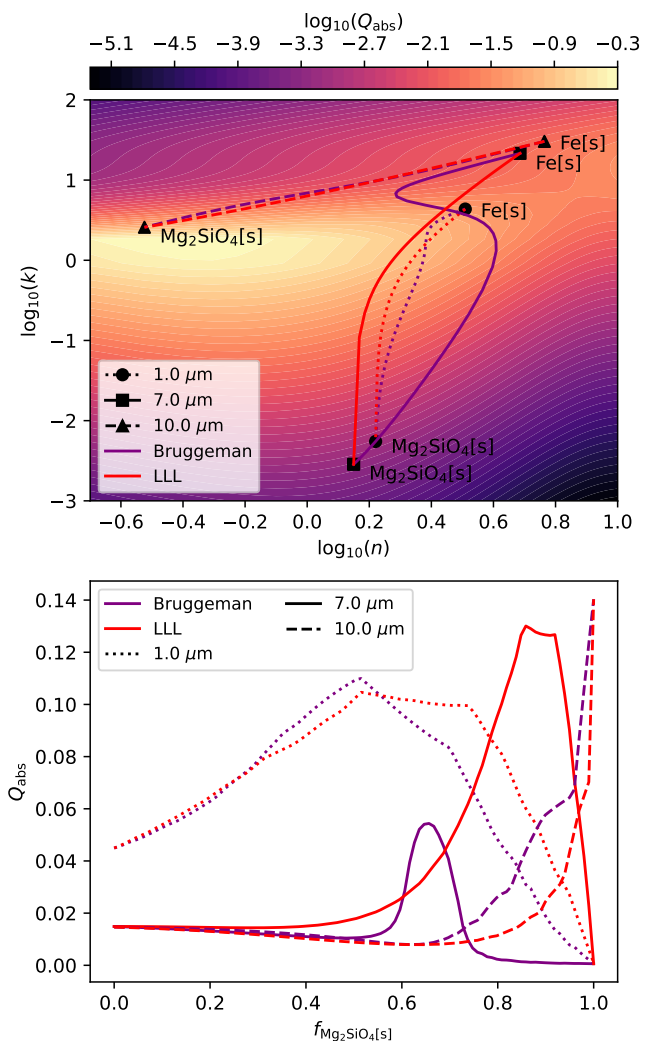 log₁₀(Q_abs)
−5.1 −4.5 −3.9 −3.3 −2.7 −2.1 −1.5 −0.9 −0.3
2
1
0
−1
−2
−3
log₁₀(k)
Fe[s]
Fe[s]
Fe[s]
Mg₂SiO₄[s]
Mg₂SiO₄[s]
Mg₂SiO₄[s]
1.0 μm
7.0 μm
10.0 μm
Bruggeman
LLL
−0.6 −0.4 −0.2 0.0 0.2 0.4 0.6 0.8 1.0
log₁₀(n)
Bruggeman
LLL
1.0 μm
7.0 μm
10.0 μm
0.14
0.12
0.10
0.08
0.06
0.04
0.02
0.00
Q_abs
0.0 0.2 0.4 0.6 0.8 1.0
f_Mg₂SiO₄[s]